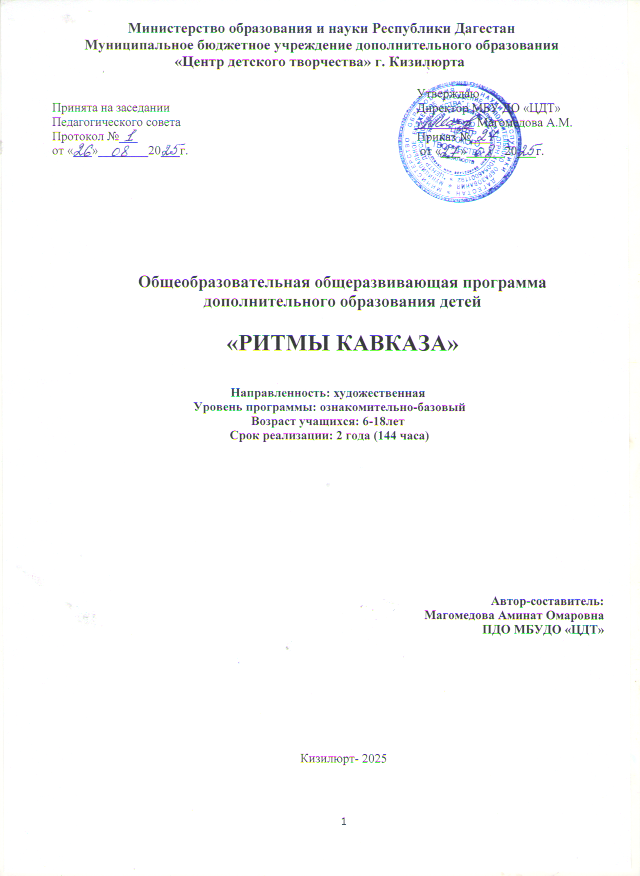 Министерство образования и науки Республики Дагестан
Муниципальное бюджетное учреждение дополнительного образования
«Центр детского творчества» г. Кизилюрта
Принята на заседании
Педагогического совета
Протокол № 1
от «26» 08 2025г.
Утверждаю
Директор МБУ ДО «ЦДТ»
Магомедова А.М.
Приказ №
от « » 2025г.
Общеобразовательная общеразвивающая программа
дополнительного образования детей
«РИТМЫ КАВКАЗА»
Направленность: художественная
Уровень программы: ознакомительно-базовый
Возраст учащихся: 6-18лет
Срок реализации: 2 года (144 часа)
Автор-составитель:
Магомедова Аминат Омаровна
ПДО МБУДО «ЦДТ»
Кизилюрт- 2025
1